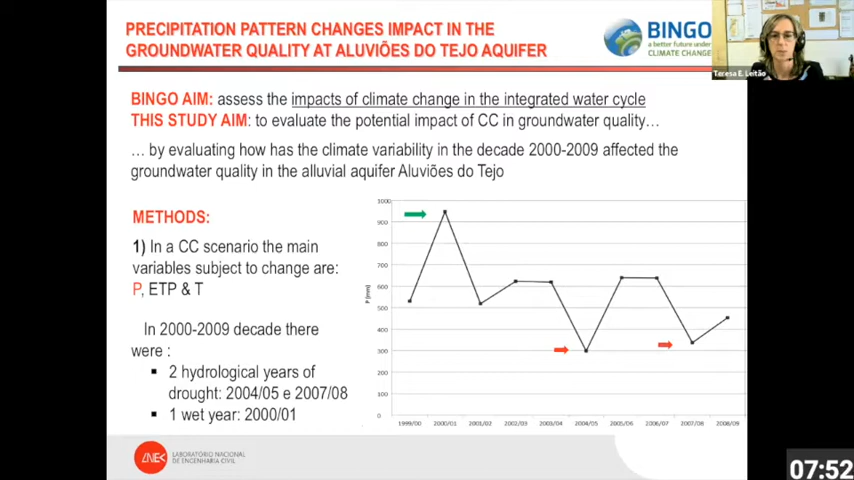 PRECIPITATION PATTERN CHANGES IMPACT IN THE
GROUNDWATER QUALITY AT ALUVIÕES DO TEJO AQUIFER
BINGO
a better future under
CLIMATE CHANGE
Teresa E. Leitão
BINGO AIM: assess the impacts of climate change in the integrated water cycle
THIS STUDY AIM: to evaluate the potential impact of CC in groundwater quality…
… by evaluating how has the climate variability in the decade 2000-2009 affected the
groundwater quality in the alluvial aquifer Aluviões do Tejo
METHODS:
1) In a CC scenario the main
variables subject to change are:
P, ETP & T
In 2000-2009 decade there
were :
▪ 2 hydrological years of
drought: 2004/05 e 2007/08
▪ 1 wet year: 2000/01
1000
900
800
700
600
500
400
300
200
100
0
P (mm)
1999/00 2000/01 2001/02 2002/03 2003/04 2004/05 2005/06 2006/07 2007/08 2008/09
LNEC
LABORATÓRIO NACIONAL
DE ENGENHARIA CIVIL
07:52